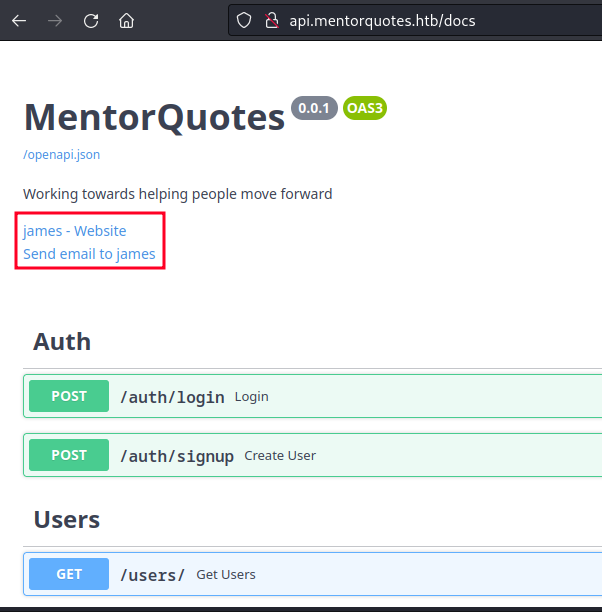 api.mentorquotes.htb/docs
MentorQuotes 0.0.1 OAS3
/openapi.json
Working towards helping people move forward
james - Website
Send email to james
Auth
POST /auth/login Login
POST /auth/signup Create User
Users
GET /users/ Get Users